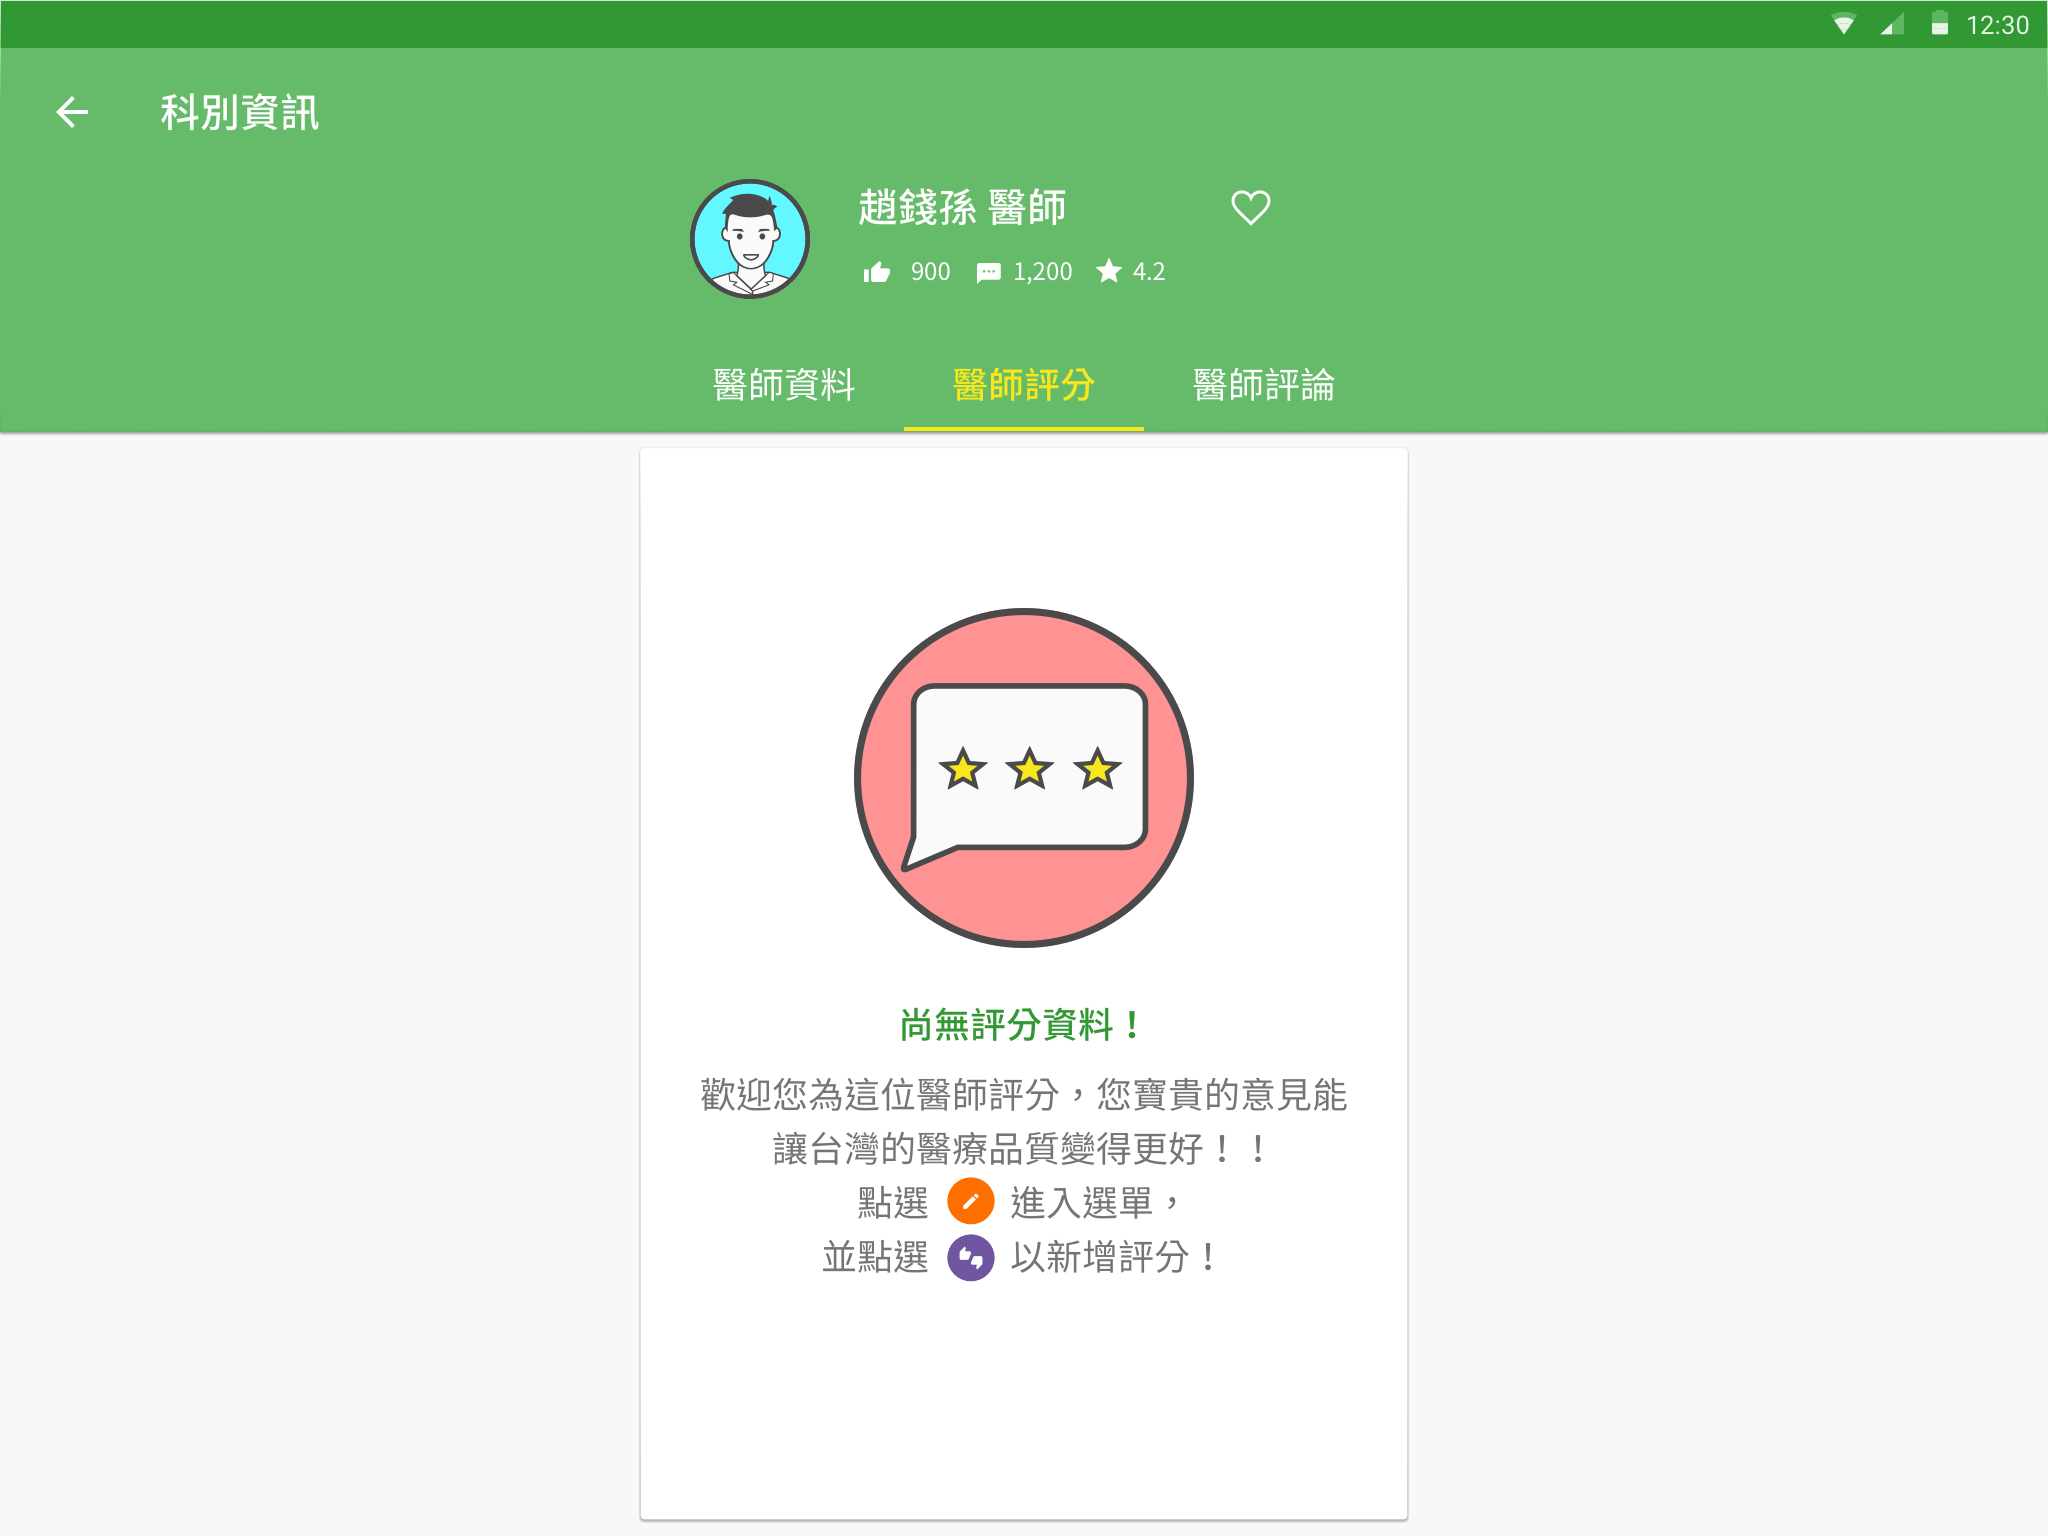 12:30
科別資訊
趙錢孫 醫師
900 1,200 4.2
醫師資料 醫師評分 醫師評論
尚無評分資料！
歡迎您為這位醫師評分，您寶貴的意見能
讓台灣的醫療品質變得更好！！
點選 進入選單，
並點選 以新增評分！